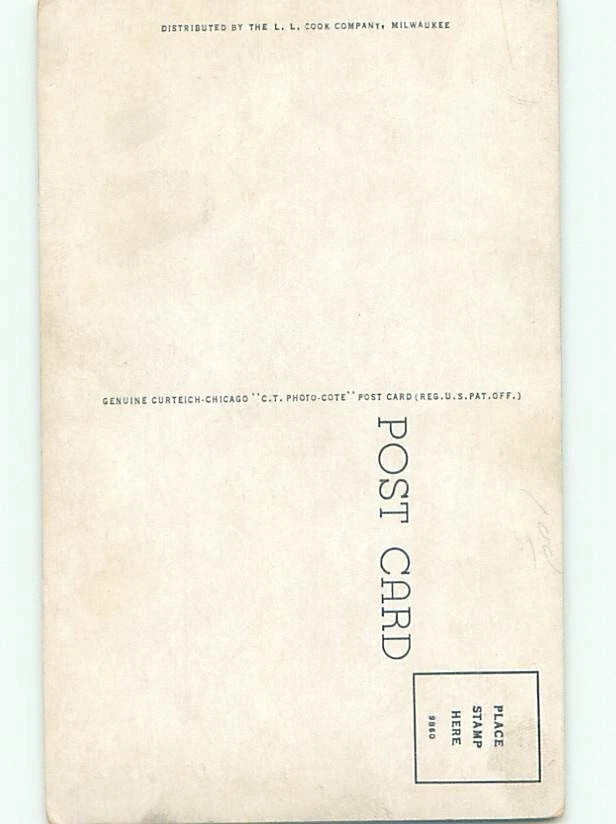 DISTRIBUTED BY THE L. L. COOK COMPANY, MILWAUKEE
GENUINE CURTEICH-CHICAGO "C.T. PHOTO-COTE" POST CARD (REG.U.S.PAT.OFF.)
POST CARD
PLACE
STAMP
HERE
9B60